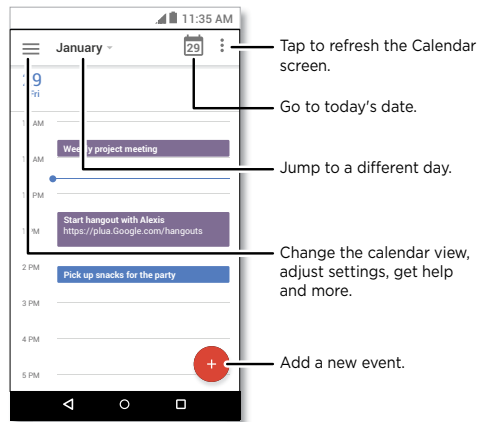 11:35 AM
January
29
Tap to refresh the Calendar
screen.
9
Fri
Go to today's date.
AM
Weekly project meeting
AM
Jump to a different day.
PM
Start hangout with Alexis
https://plua.Google.com/hangouts
PM
Change the calendar view,
adjust settings, get help
and more.
2 PM
Pick up snacks for the party
3 PM
4 PM
+
Add a new event.
5 PM